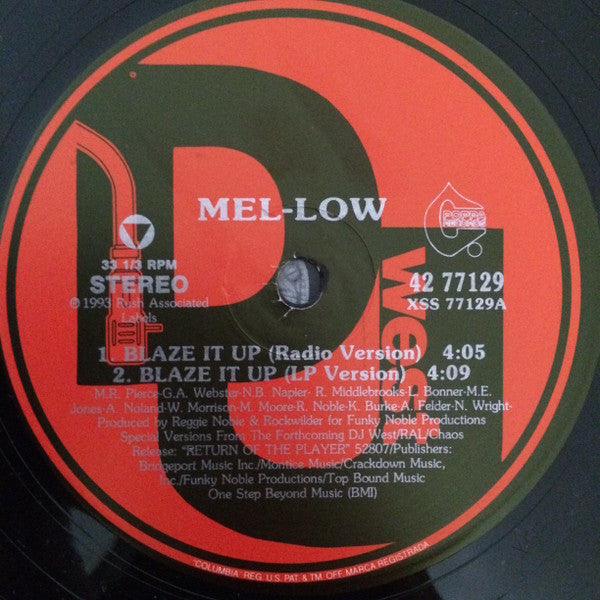 MEL-LOW
33 1/3 RPM
STEREO
℗1993 Rush Associated
Labels
42 77129
XSS 77129A
DJ
West
1. BLAZE IT UP (Radio Version) 4:05
2. BLAZE IT UP (LP Version) 4:09
M.R. Pierce-G.A. Webster-N.B. Napier- R. Middlebrooks-L. Bonner-M.E.
Jones-A. Noland-W. Morrison-M. Moore-R. Noble-K. Burke-A. Felder-N. Wright-
Produced by Reggie Noble & Rockwilder for Funky Noble Productions
Special Versions From The Forthcoming DJ West/RAL/Chaos
Release: "RETURN OF THE PLAYER" 52807/Publishers:
Bridgeport Music Inc./Montice Music/Crackdown Music,
Inc./Funky Noble Productions/Top Bound Music
One Step Beyond Music (BMI)
"COLUMBIA" REG. U.S. PAT. & TM. OFF. MARCA REGISTRADA.